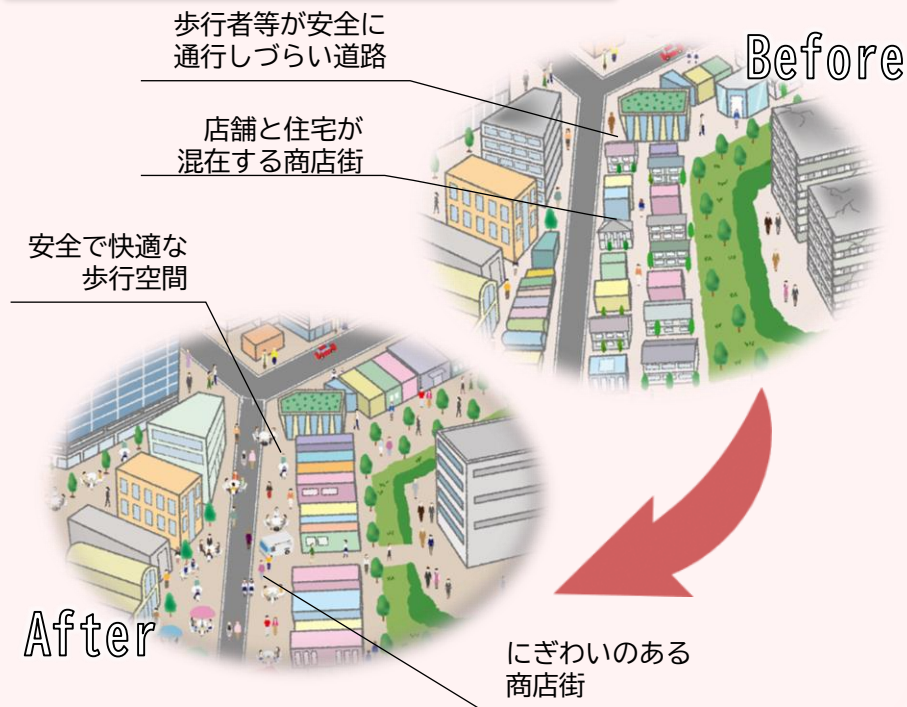 歩行者等が安全に
通行しづらい道路
Before
店舗と住宅が
混在する商店街
安全で快適な
歩行空間
After
にぎわいのある
商店街